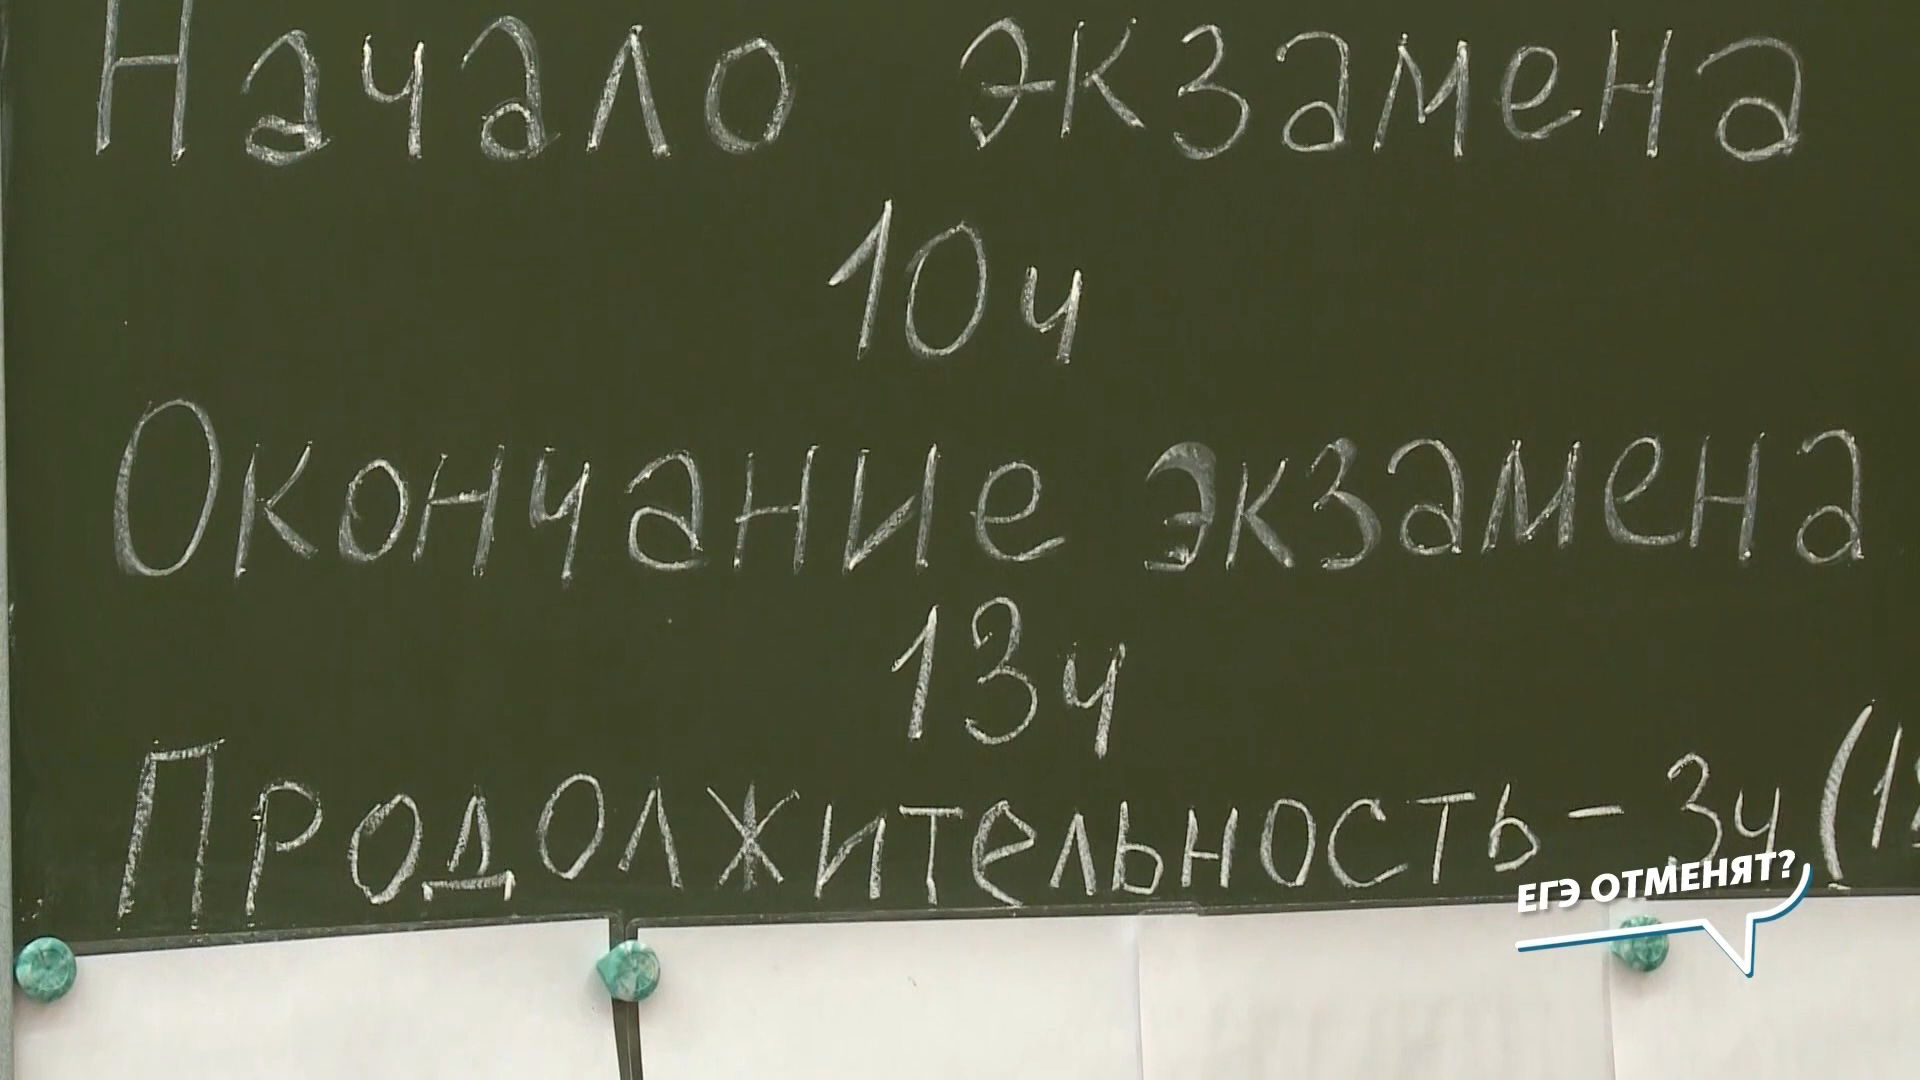 Начало экзамена
10ч
Окончание экзамена
13ч
Продолжительность - 3ч
ЕГЭ ОТМЕНЯТ?